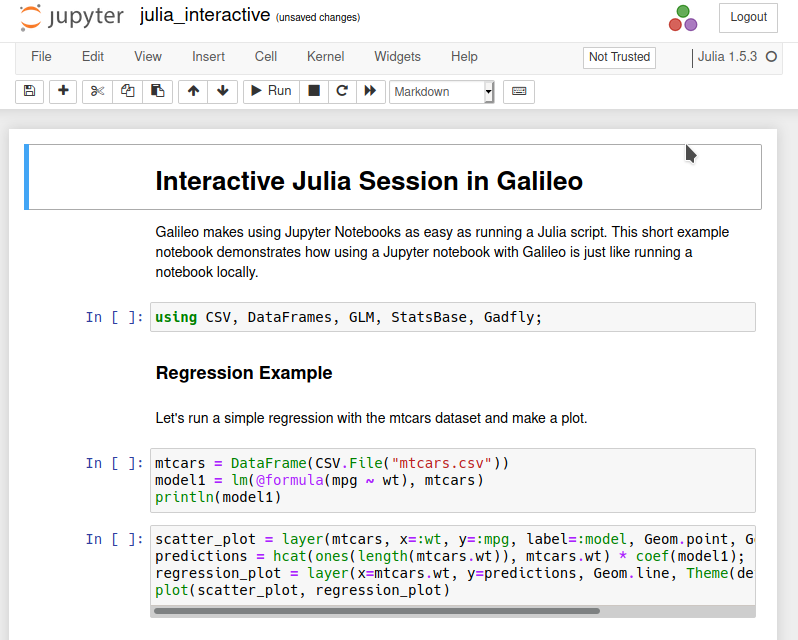 jupyter julia_interactive (unsaved changes) Logout
File Edit View Insert Cell Kernel Widgets Help Not Trusted Julia 1.5.3
Run Markdown
Interactive Julia Session in Galileo
Galileo makes using Jupyter Notebooks as easy as running a Julia script. This short example
notebook demonstrates how using a Jupyter notebook with Galileo is just like running a
notebook locally.
In [ ]: using CSV, DataFrames, GLM, StatsBase, Gadfly;
Regression Example
Let's run a simple regression with the mtcars dataset and make a plot.
In [ ]: mtcars = DataFrame(CSV.File("mtcars.csv"))
model1 = lm(@formula(mpg ~ wt), mtcars)
println(model1)
In [ ]: scatter_plot = layer(mtcars, x=:wt, y=:mpg, label=:model, Geom.point, G
predictions = hcat(ones(length(mtcars.wt)), mtcars.wt) * coef(model1);
regression_plot = layer(x=mtcars.wt, y=predictions, Geom.line, Theme(de
plot(scatter_plot, regression_plot)